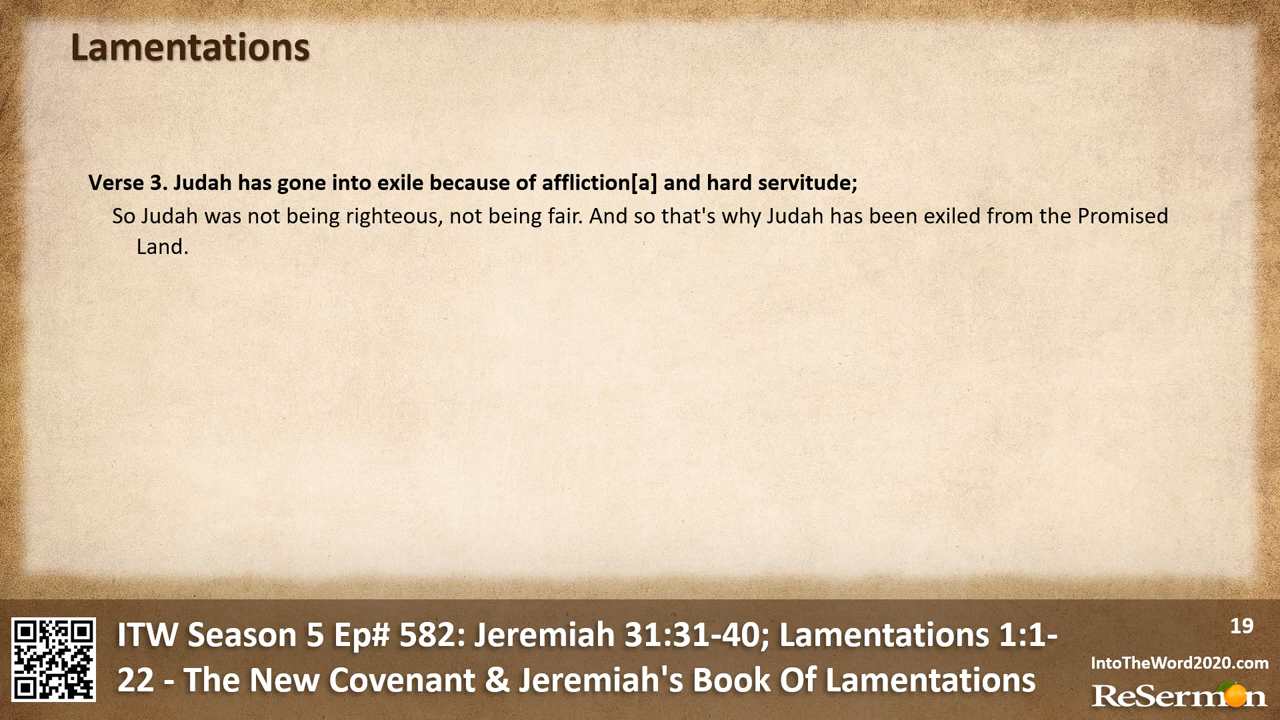 Lamentations
Verse 3. Judah has gone into exile because of affliction[a] and hard servitude;
So Judah was not being righteous, not being fair. And so that's why Judah has been exiled from the Promised
Land.
ITW Season 5 Ep# 582: Jeremiah 31:31-40; Lamentations 1:1-
22 - The New Covenant & Jeremiah's Book Of Lamentations
19
IntoTheWord2020.com
ReSermon